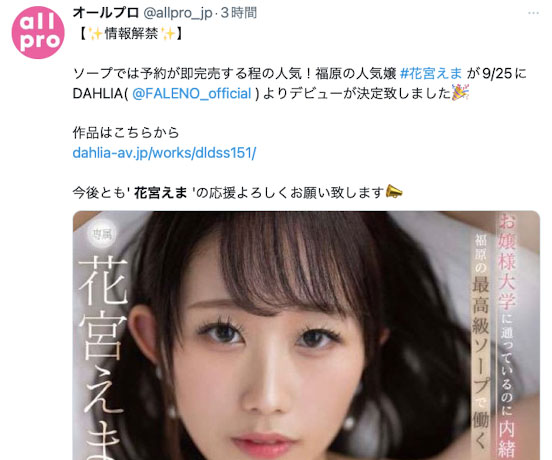 all
pro
オールプロ @allpro_jp・3時間
【✨情報解禁✨】
ソープでは予約が即完売する程の人気！福原の人気嬢 #花宮えま が9/25に
DAHLIA( @FALENO_official ) よりデビューが決定致しました🎉
作品はこちらから
dahlia-av.jp/works/dldss151/
今後とも' 花宮えま 'の応援よろしくお願い致します📣
専属
花宮えま
お嬢様大学に通っているのに内緒
福原の最高級ソープで働く